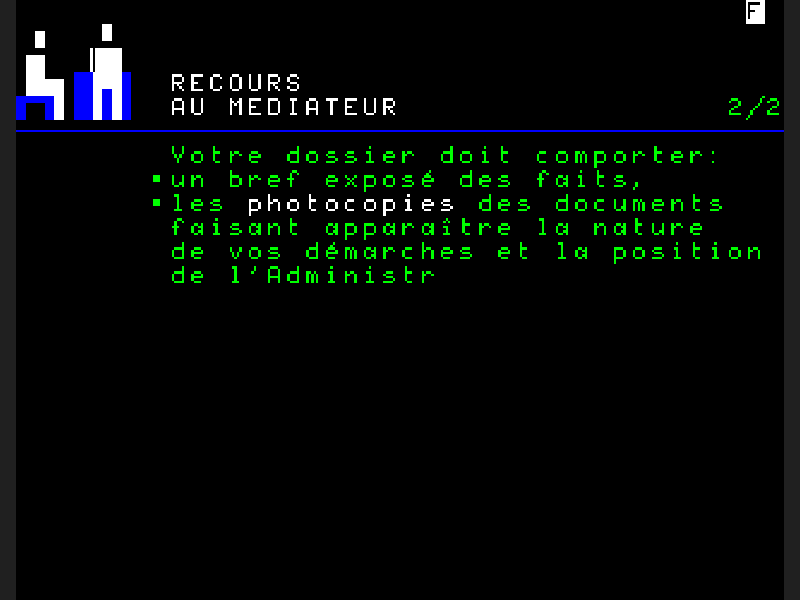 F
RECOURS
AU MEDIATEUR
2/2
Votre dossier doit comporter:
un bref exposé des faits,
les photocopies des documents
faisant apparaître la nature
de vos démarches et la position
de l'Administr